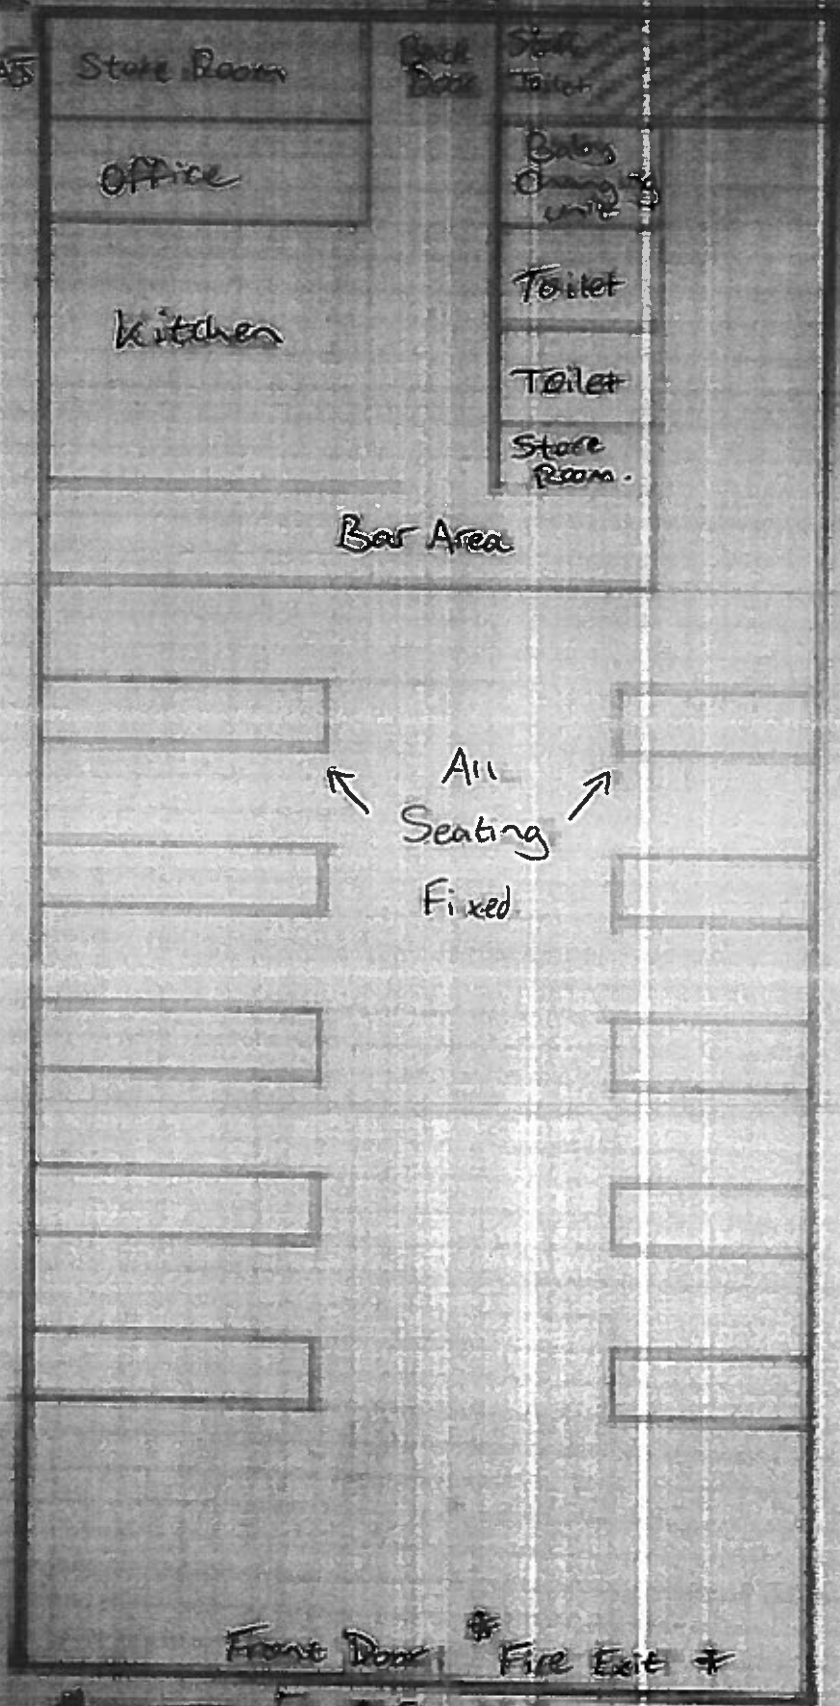 Store Room
Back
Door
Staff
Toilet
Office
Baby
Changing
unit
Kitchen
Toilet
Toilet
Store
Room.
Bar Area
All
Seating
Fixed
Front Door * Fire Exit *